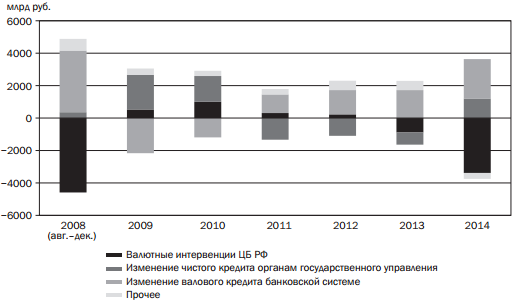 млрд руб.
6000
4000
2000
0
−2000
−4000
−6000
2008 2009 2010 2011 2012 2013 2014
(авг.–дек.)
Валютные интервенции ЦБ РФ
Изменение чистого кредита органам государственного управления
Изменение валового кредита банковской системе
Прочее